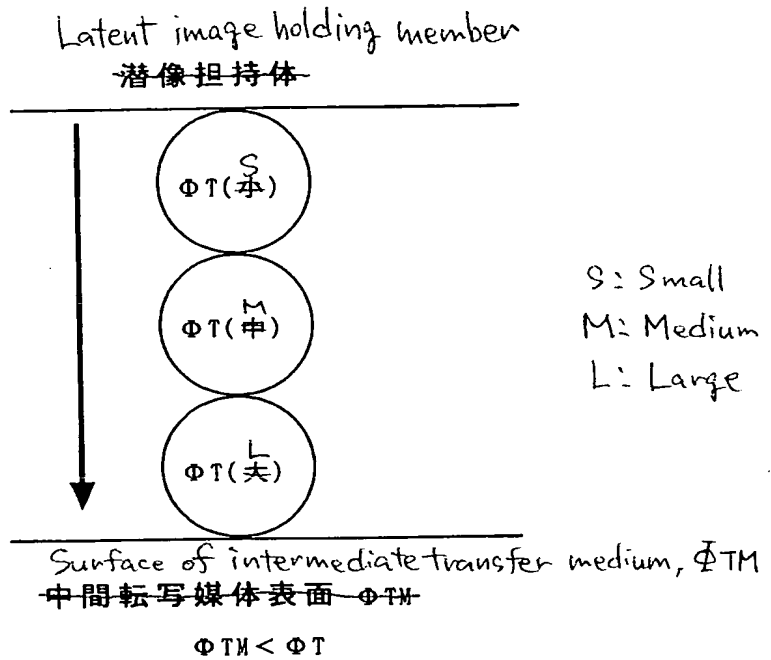 Latent image holding member
潜像担持体
S
ΦT(小)
M
ΦT(中)
L
ΦT(大)
S: Small
M: Medium
L: Large
Surface of intermediate transfer medium, ΦTM
中間転写媒体表面 ΦTM
ΦTM<ΦT